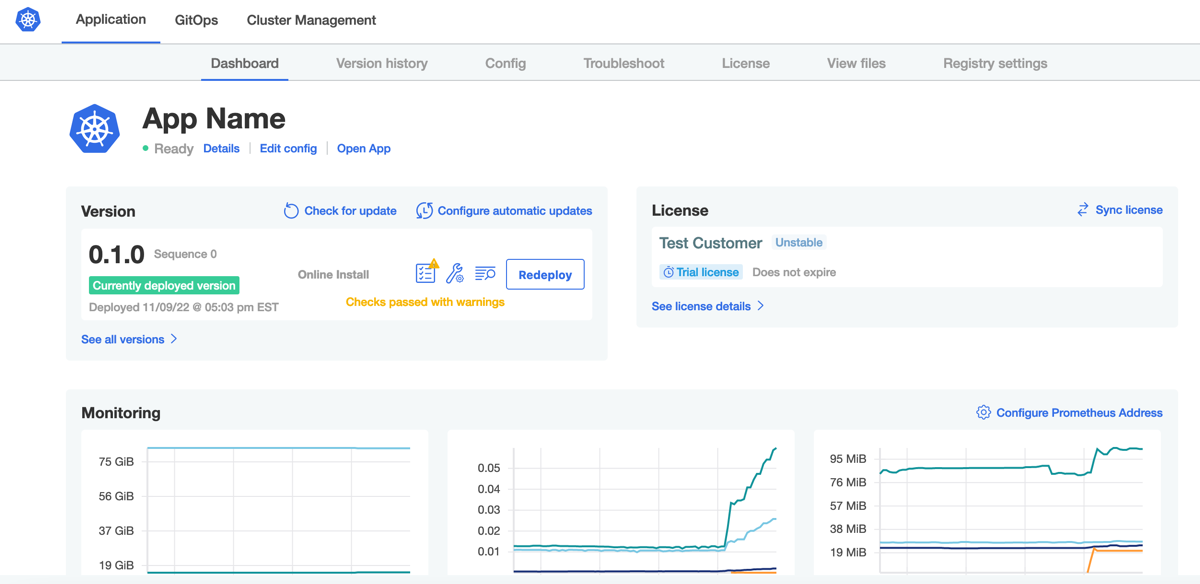 Application GitOps Cluster Management
Dashboard Version history Config Troubleshoot License View files Registry settings
App Name
Ready Details Edit config Open App
Version Check for update Configure automatic updates
0.1.0 Sequence 0
Currently deployed version
Deployed 11/09/22 @ 05:03 pm EST
Online Install
Redeploy
Checks passed with warnings
See all versions
License Sync license
Test Customer Unstable
Trial license Does not expire
See license details
Monitoring Configure Prometheus Address
75 GiB
56 GiB
37 GiB
19 GiB
0.05
0.04
0.03
0.02
0.01
95 MiB
76 MiB
57 MiB
38 MiB
19 MiB